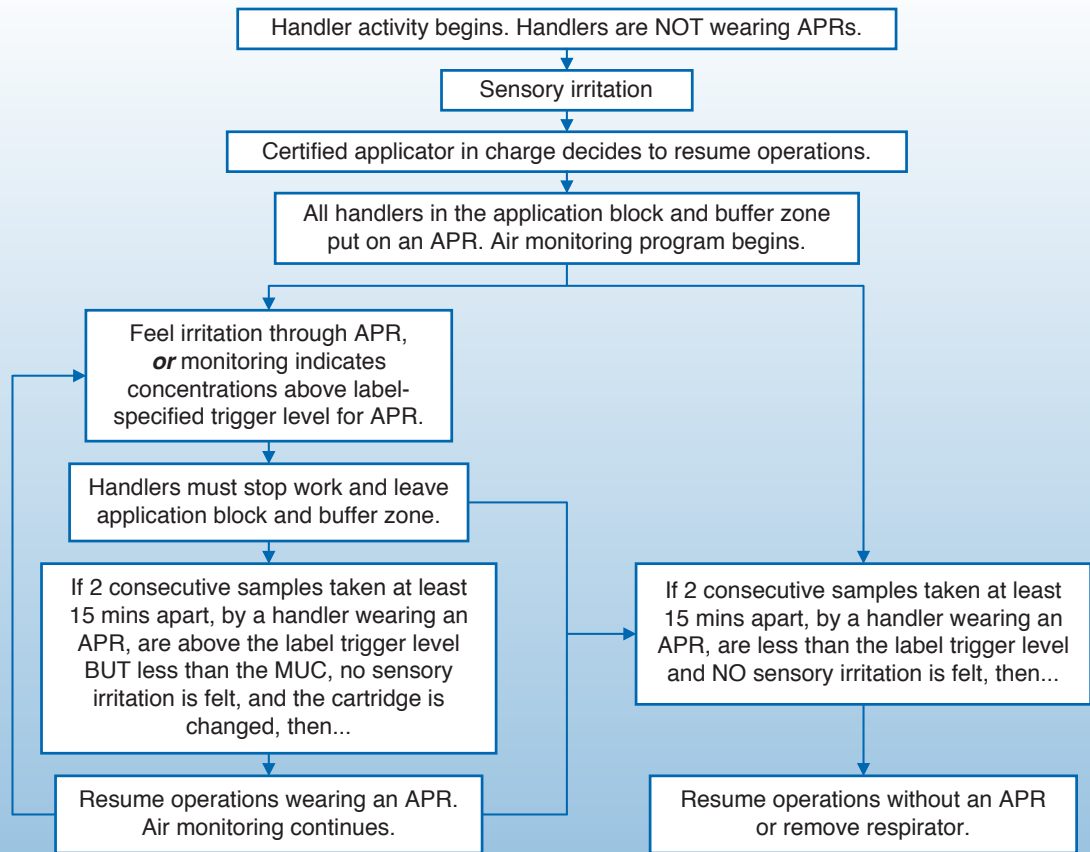 Handler activity begins. Handlers are NOT wearing APRs.
Sensory irritation
Certified applicator in charge decides to resume operations.
All handlers in the application block and buffer zone
put on an APR. Air monitoring program begins.
Feel irritation through APR,
or monitoring indicates
concentrations above label-
specified trigger level for APR.
Handlers must stop work and leave
application block and buffer zone.
If 2 consecutive samples taken at least
15 mins apart, by a handler wearing an
APR, are above the label trigger level
BUT less than the MUC, no sensory
irritation is felt, and the cartridge is
changed, then...
Resume operations wearing an APR.
Air monitoring continues.
If 2 consecutive samples taken at least
15 mins apart, by a handler wearing an
APR, are less than the label trigger level
and NO sensory irritation is felt, then...
Resume operations without an APR
or remove respirator.